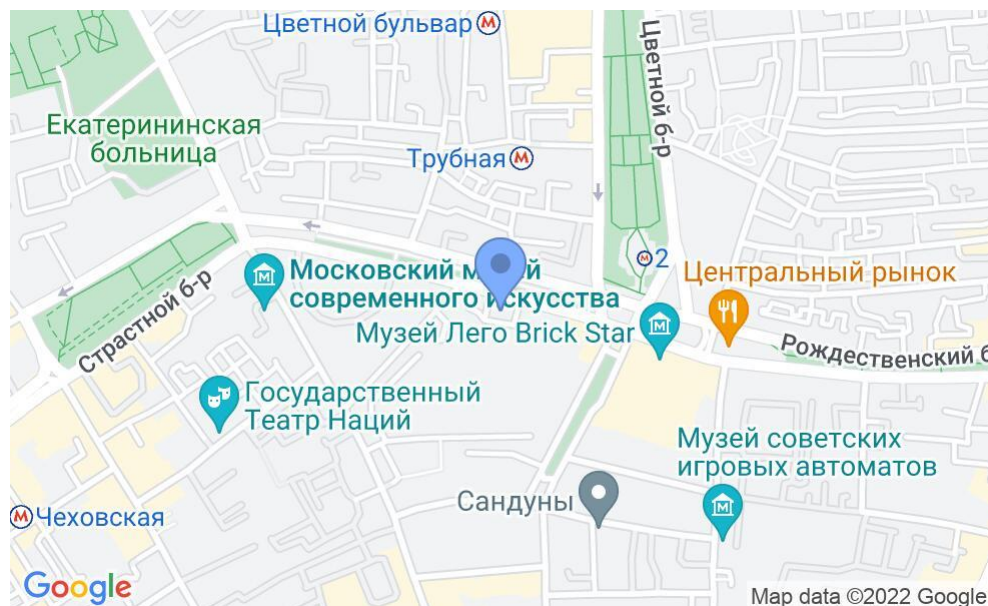 Цветной бульвар
Цветной б-р
Екатерининская
больница
Трубная
2
Московский музей
современного искусства
Центральный рынок
Страстной б-р
Музей Лего Brick Star
Рождественский б
Государственный
Театр Наций
Музей советских
игровых автоматов
Сандуны
Чеховская
Google
Map data ©2022 Google